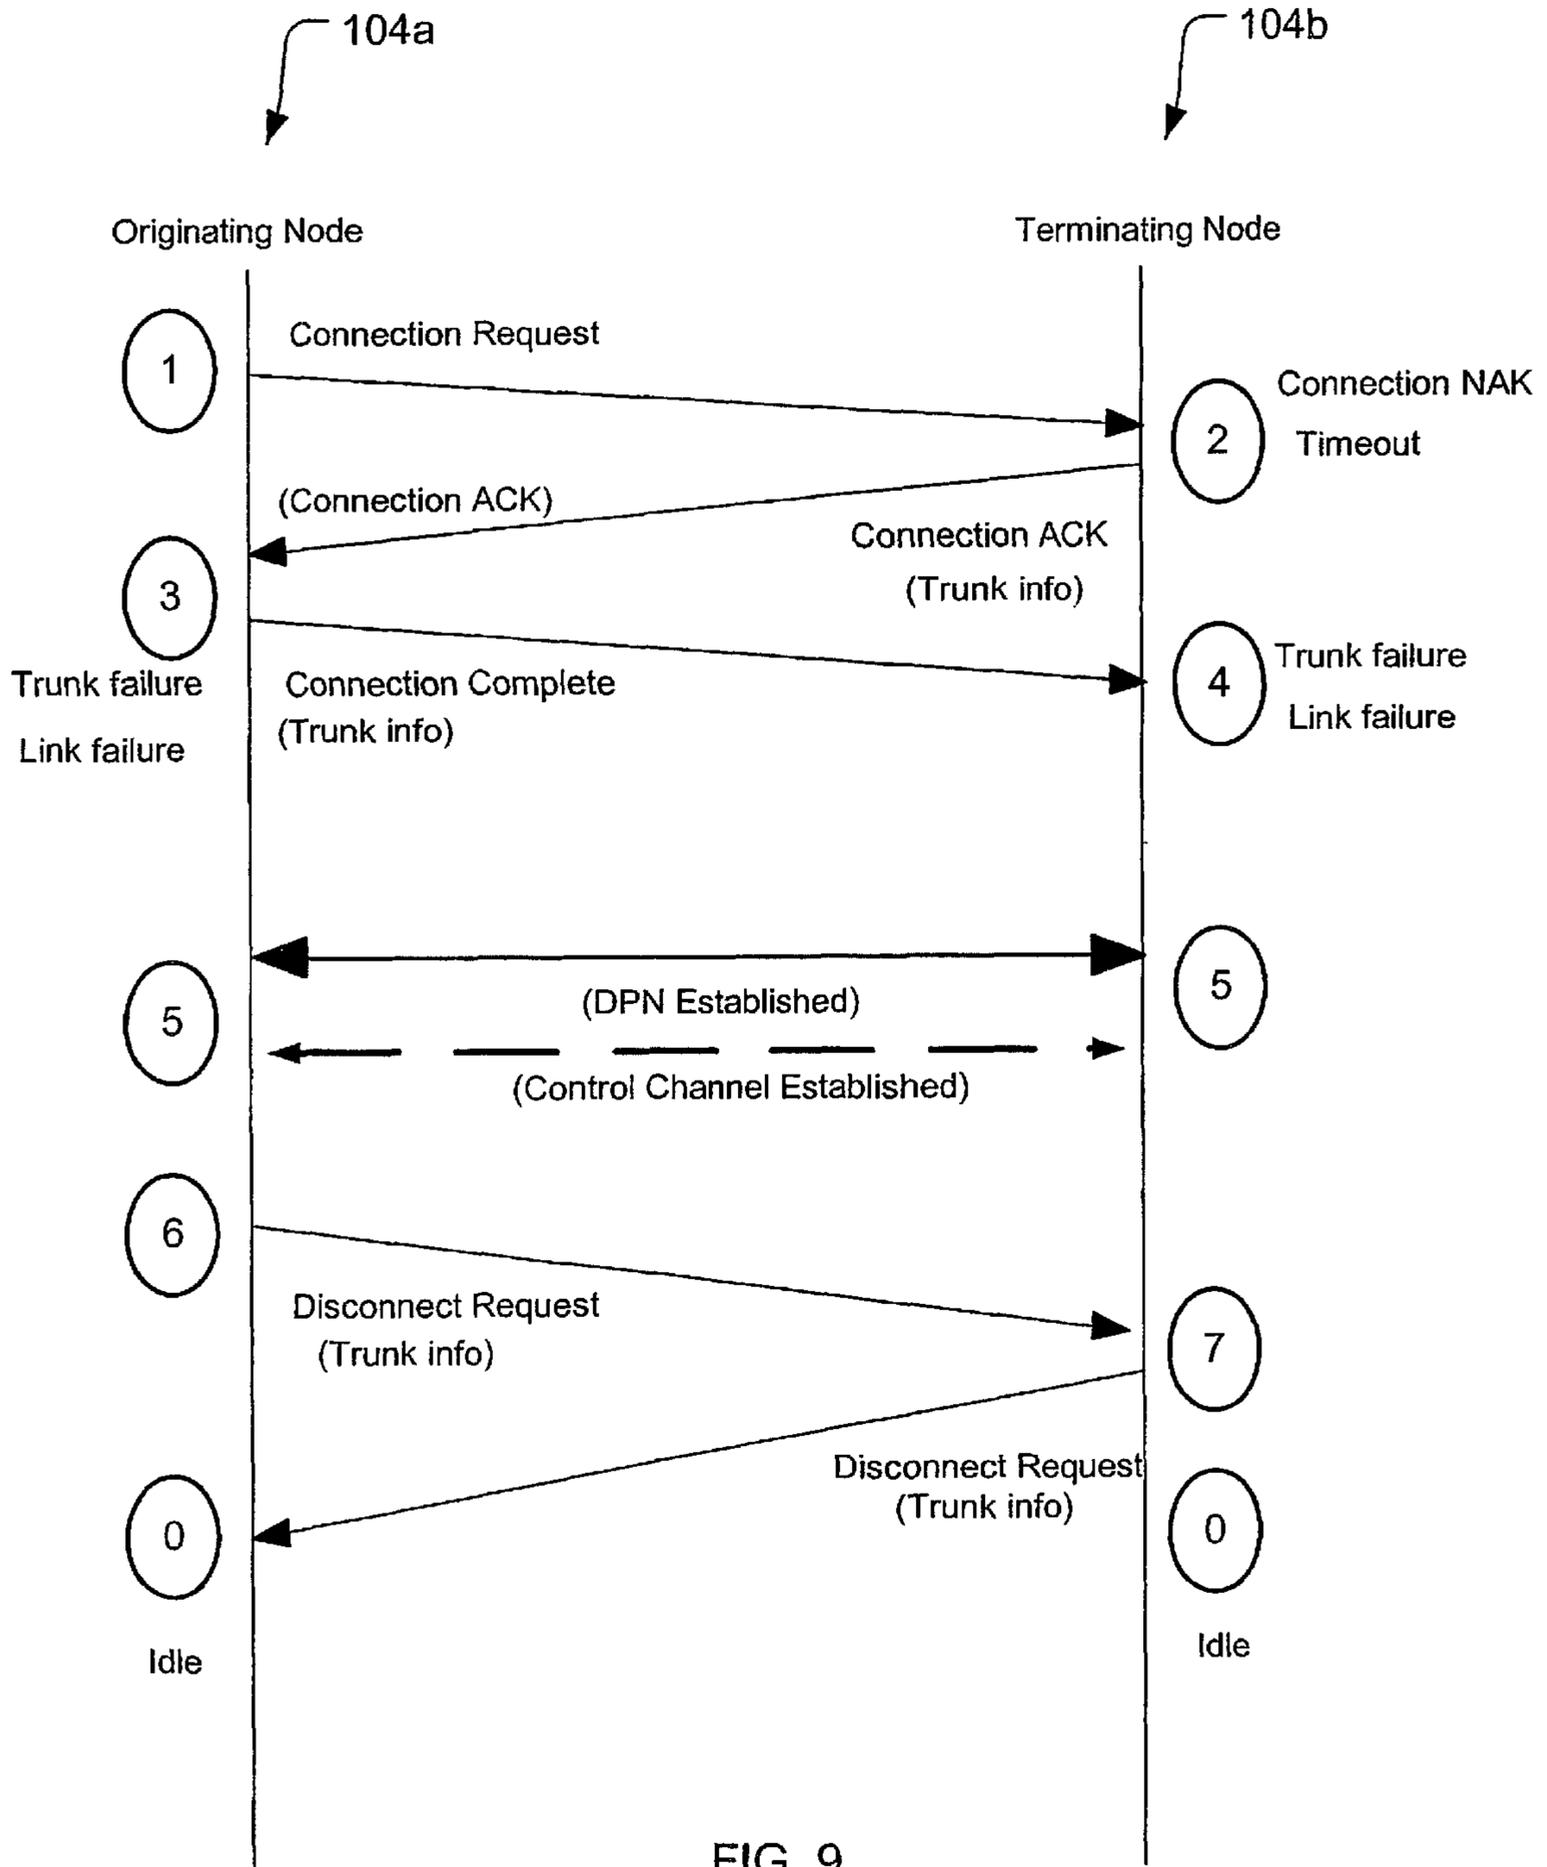 104a
104b
Originating Node
Terminating Node
1
Connection Request
Connection NAK
2
Timeout
(Connection ACK)
Connection ACK
(Trunk info)
3
Trunk failure
Link failure
Connection Complete
(Trunk info)
4
Trunk failure
Link failure
5
5
(DPN Established)
(Control Channel Established)
6
Disconnect Request
(Trunk info)
7
Disconnect Request
(Trunk info)
0
Idle
0
Idle
FIG. 9